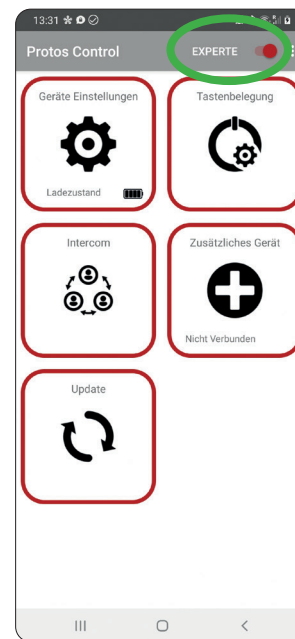 13:31
Protos Control
EXPERTE
Geräte Einstellungen
Tastenbelegung
Ladezustand
Intercom
Zusätzliches Gerät
Nicht Verbunden
Update